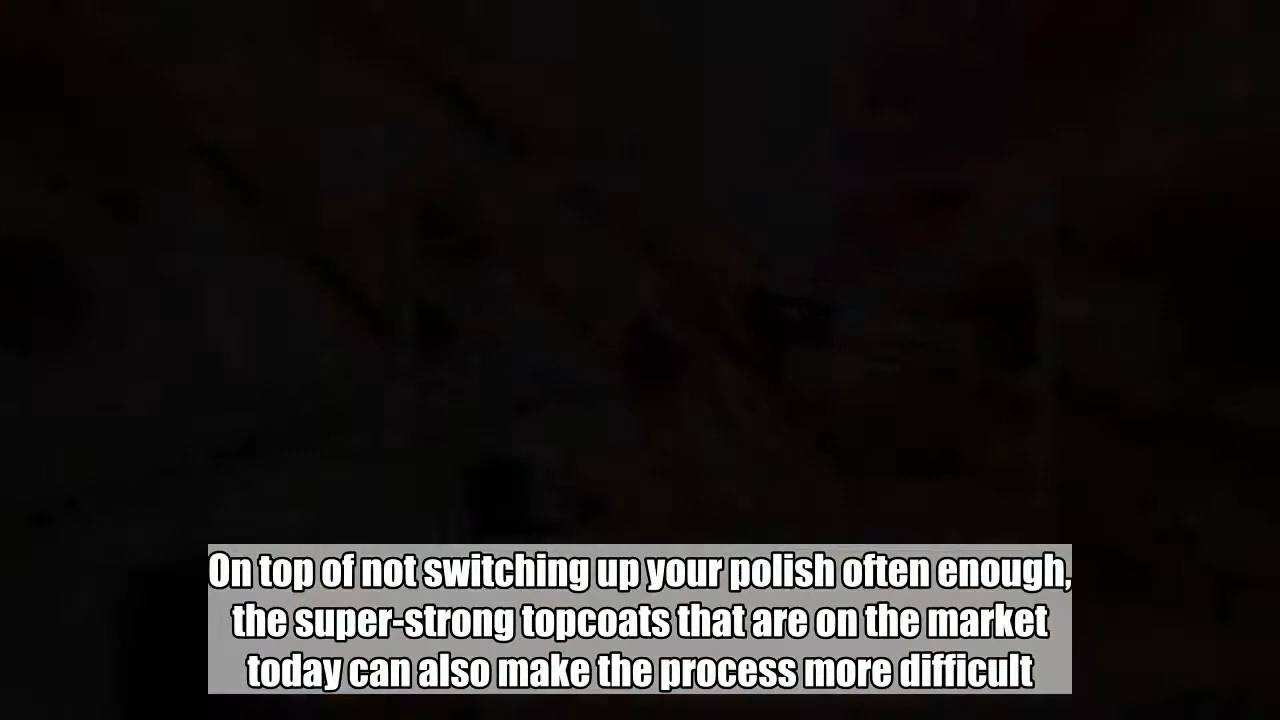 On top of not switching up your polish often enough,
the super-strong topcoats that are on the market
today can also make the process more difficult